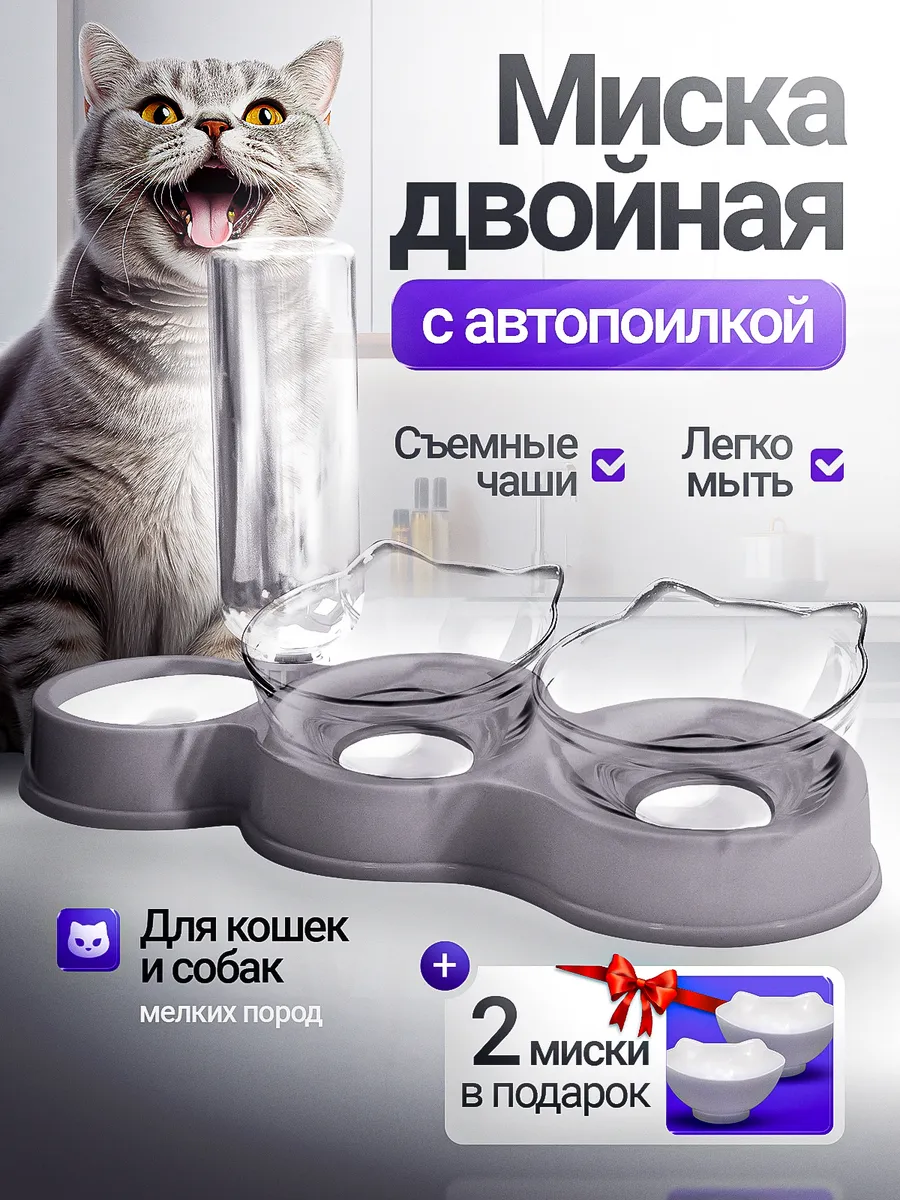 Миска
двойная
с автопоилкой
Съемные
чаши
Легко
мыть
Для кошек
и собак
мелких пород
+
2 миски
в подарок